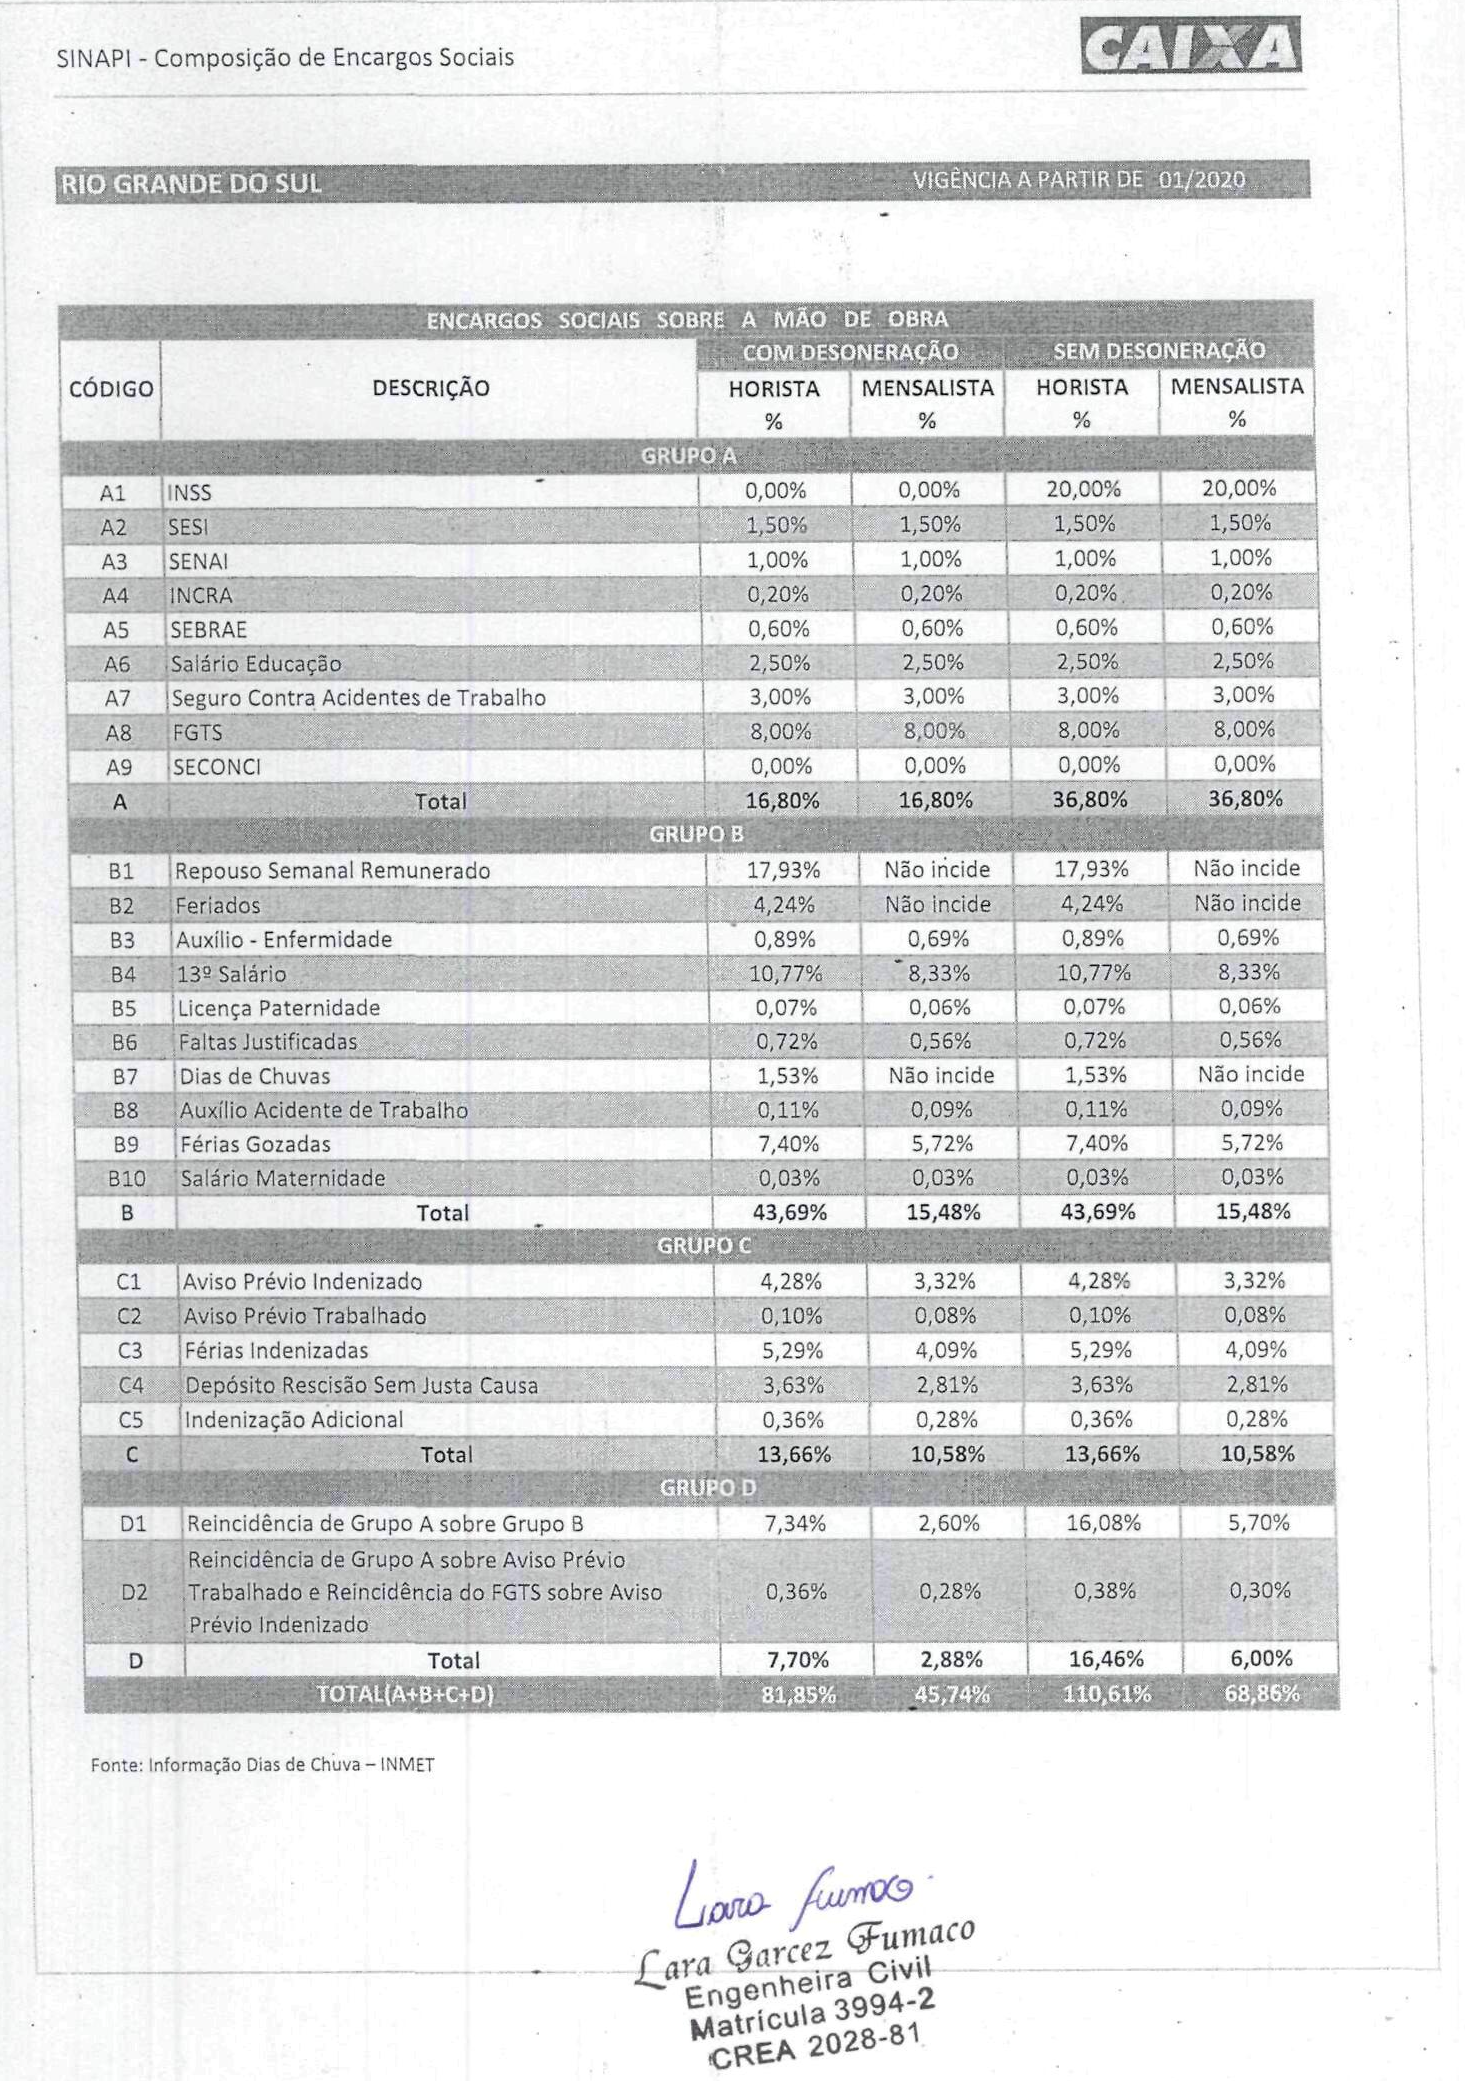 SINAPI - Composição de Encargos Sociais
CAIXA
RIO GRANDE DO SUL VIGÊNCIA A PARTIR DE 01/2020
ENCARGOS SOCIAIS SOBRE A MÃO DE OBRA
COM DESONERAÇÃO SEM DESONERAÇÃO
CÓDIGO DESCRIÇÃO HORISTA MENSALISTA HORISTA MENSALISTA
% % % %
GRUPO A
A1 INSS 0,00% 0,00% 20,00% 20,00%
A2 SESI 1,50% 1,50% 1,50% 1,50%
A3 SENAI 1,00% 1,00% 1,00% 1,00%
A4 INCRA 0,20% 0,20% 0,20% 0,20%
A5 SEBRAE 0,60% 0,60% 0,60% 0,60%
A6 Salário Educação 2,50% 2,50% 2,50% 2,50%
A7 Seguro Contra Acidentes de Trabalho 3,00% 3,00% 3,00% 3,00%
A8 FGTS 8,00% 8,00% 8,00% 8,00%
A9 SECONCI 0,00% 0,00% 0,00% 0,00%
A Total 16,80% 16,80% 36,80% 36,80%
GRUPO B
B1 Repouso Semanal Remunerado 17,93% Não incide 17,93% Não incide
B2 Feriados 4,24% Não incide 4,24% Não incide
B3 Auxílio - Enfermidade 0,89% 0,69% 0,89% 0,69%
B4 13º Salário 10,77% 8,33% 10,77% 8,33%
B5 Licença Paternidade 0,07% 0,06% 0,07% 0,06%
B6 Faltas Justificadas 0,72% 0,56% 0,72% 0,56%
B7 Dias de Chuvas 1,53% Não incide 1,53% Não incide
B8 Auxílio Acidente de Trabalho 0,11% 0,09% 0,11% 0,09%
B9 Férias Gozadas 7,40% 5,72% 7,40% 5,72%
B10 Salário Maternidade 0,03% 0,03% 0,03% 0,03%
B Total 43,69% 15,48% 43,69% 15,48%
GRUPO C
C1 Aviso Prévio Indenizado 4,28% 3,32% 4,28% 3,32%
C2 Aviso Prévio Trabalhado 0,10% 0,08% 0,10% 0,08%
C3 Férias Indenizadas 5,29% 4,09% 5,29% 4,09%
C4 Depósito Rescisão Sem Justa Causa 3,63% 2,81% 3,63% 2,81%
C5 Indenização Adicional 0,36% 0,28% 0,36% 0,28%
C Total 13,66% 10,58% 13,66% 10,58%
GRUPO D
D1 Reincidência de Grupo A sobre Grupo B 7,34% 2,60% 16,08% 5,70%
Reincidência de Grupo A sobre Aviso Prévio
D2 Trabalhado e Reincidência do FGTS sobre Aviso 0,36% 0,28% 0,38% 0,30%
Prévio Indenizado
D Total 7,70% 2,88% 16,46% 6,00%
TOTAL(A+B+C+D) 81,85% 45,74% 110,61% 68,86%
Fonte: Informação Dias de Chuva – INMET
Lara Fumaco
Lara Garcez Fumaco
Engenheira Civil
Matrícula 3994-2
CREA 2028-81